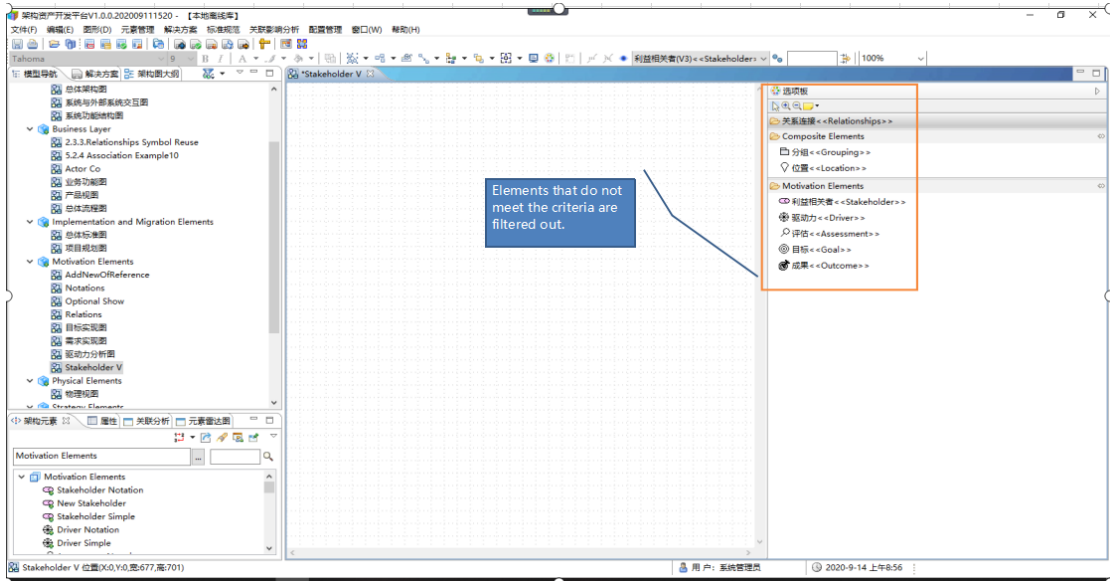 架构资产开发平台V1.0.0.202009111520 - 【本地离线库】
文件(F) 编辑(E) 图形(D) 元素管理 解决方案 标准规范 关联影响分析 配置管理 窗口(W) 帮助(H)
Tahoma 9 B I A 利益相关者(V3)<<Stakeholder> 100%
模型导航 解决方案 架构图大纲
*Stakeholder V
总体架构图
系统与外部系统交互图
系统功能结构图
Business Layer
2.3.3.Relationships Symbol Reuse
5.2.4 Association Example10
Actor Co
业务功能图
产品视图
总体流程图
Implementation and Migration Elements
总体标准图
项目规划图
Motivation Elements
AddNewOfReference
Notations
Optional Show
Relations
目标实现图
需求实现图
驱动力分析图
Stakeholder V
Physical Elements
物理视图
Strategy Elements
Elements that do not
meet the criteria are
filtered out.
选项板
关系连接<<Relationships>>
Composite Elements
分组<<Grouping>>
位置<<Location>>
Motivation Elements
利益相关者<<Stakeholder>>
驱动力<<Driver>>
评估<<Assessment>>
目标<<Goal>>
成果<<Outcome>>
架构元素 属性 关联分析 元素雷达图
Motivation Elements ...
Motivation Elements
Stakeholder Notation
New Stakeholder
Stakeholder Simple
Driver Notation
Driver Simple
Stakeholder V 位置(X:0,Y:0,宽:677,高:701)
用 户: 系统管理员
2020-9-14 上午8:56